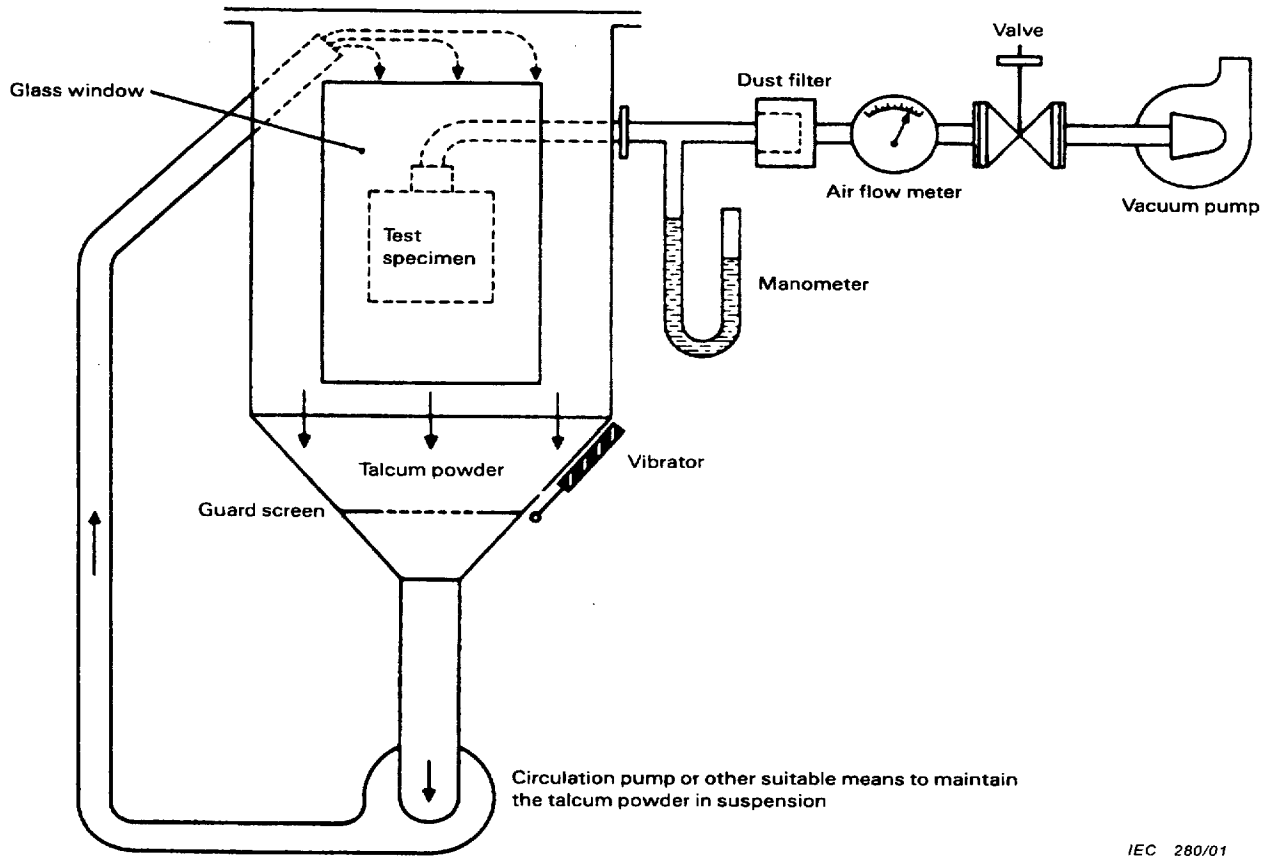 Valve
Dust filter
Glass window
Air flow meter
Vacuum pump
Test
specimen
Manometer
Talcum powder
Vibrator
Guard screen
Circulation pump or other suitable means to maintain
the talcum powder in suspension
IEC 280/01